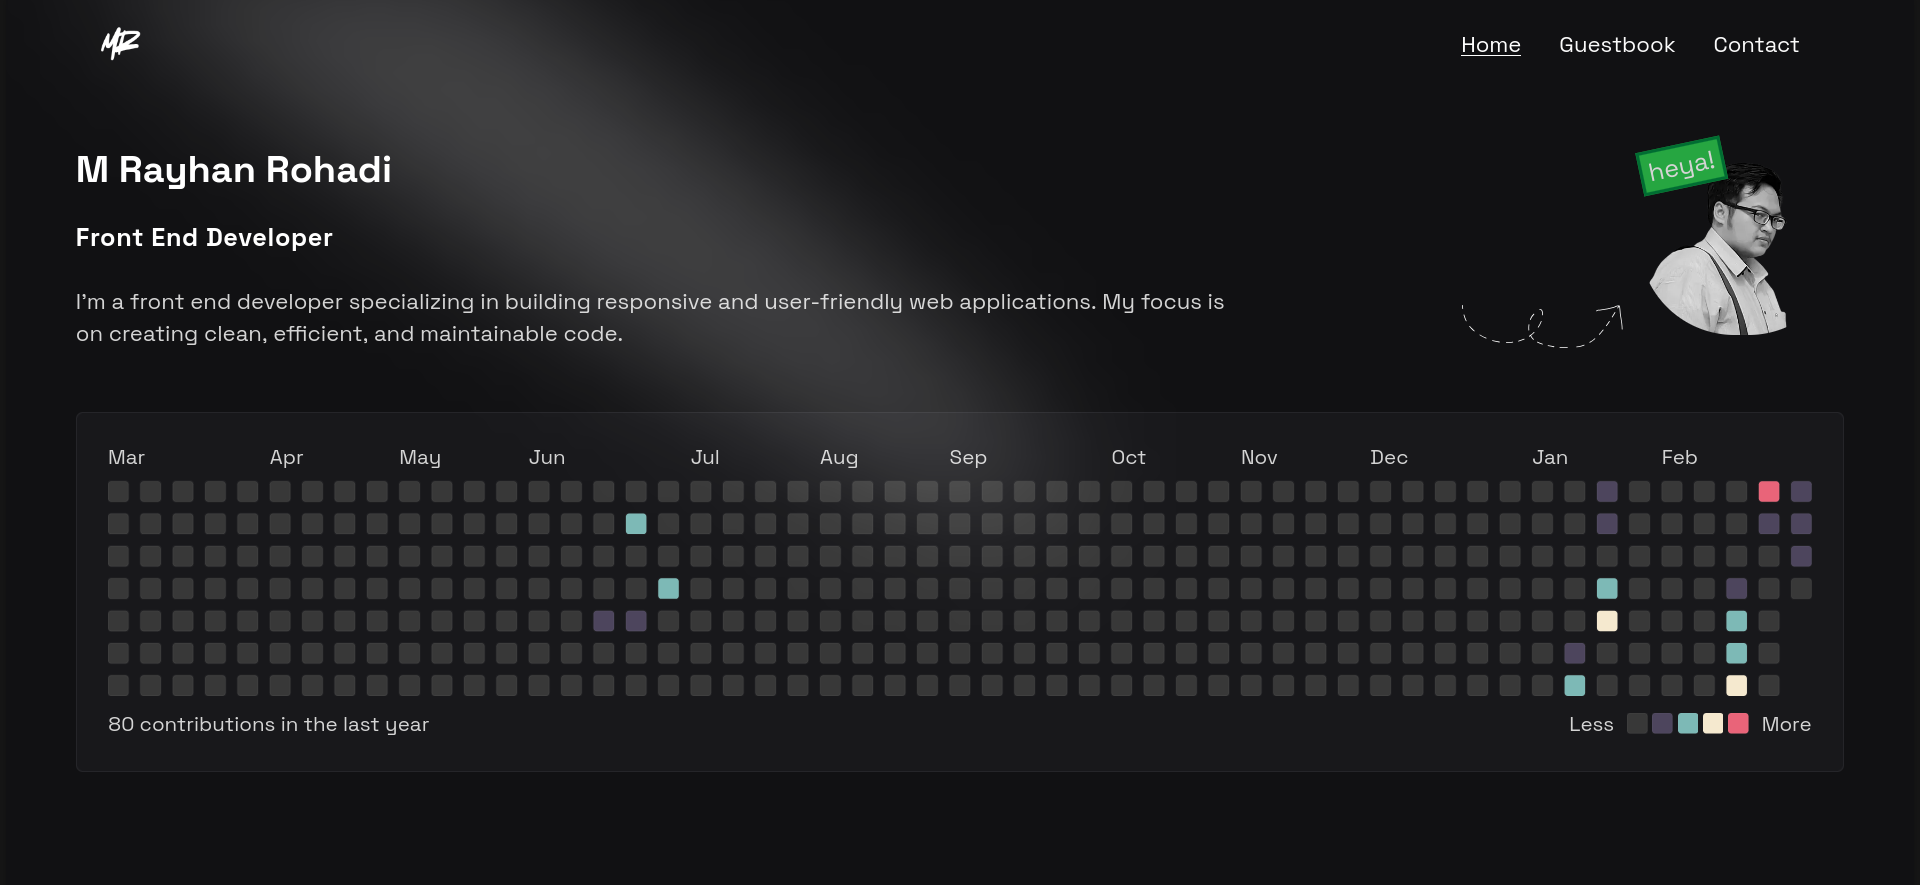 MR
Home Guestbook Contact
heya!
M Rayhan Rohadi
Front End Developer
I'm a front end developer specializing in building responsive and user-friendly web applications. My focus is
on creating clean, efficient, and maintainable code.
Mar Apr May Jun Jul Aug Sep Oct Nov Dec Jan Feb
80 contributions in the last year
Less More